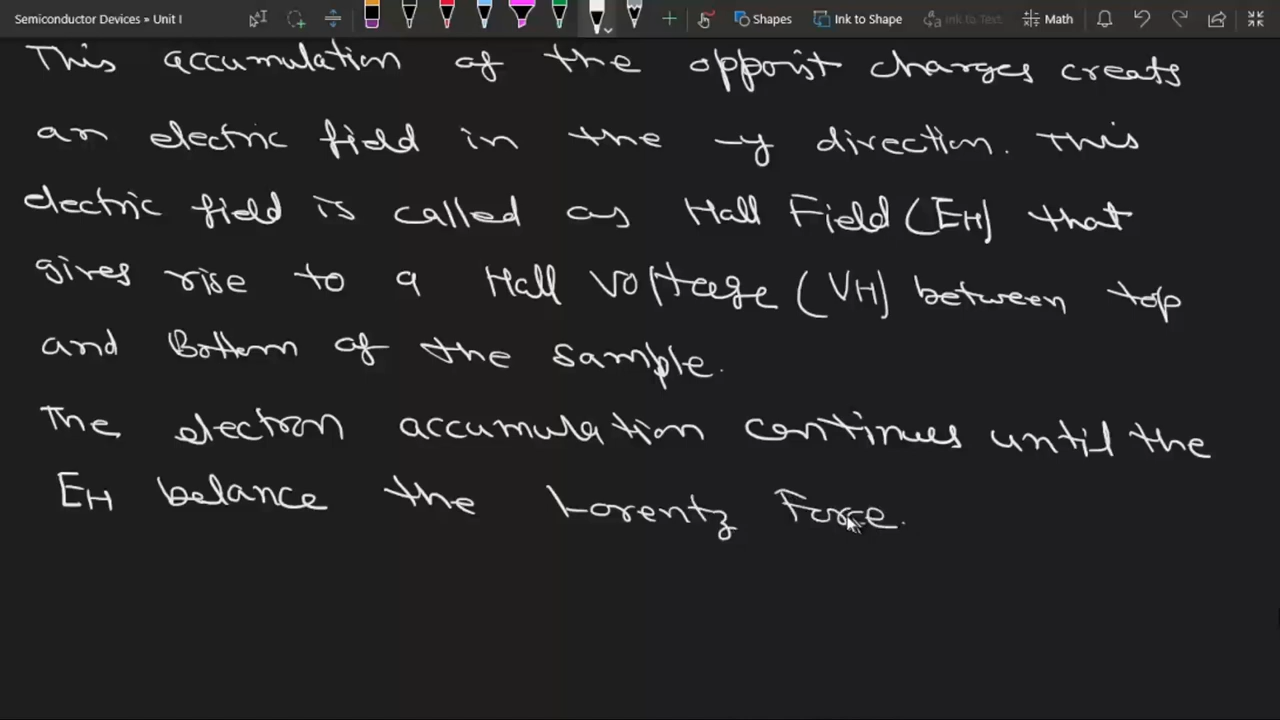 Semiconductor Devices » Unit I
Shapes Ink to Shape Ink to Text Math
This accumulation of the opposit charges creats
an electric field in the -y direction. This
electric field is called as Hall Field (EH) that
gives rise to a Hall Voltage (VH) between top
and Bottom of the sample.
The electron accumulation continues until the
EH balance the Lorentz Force.